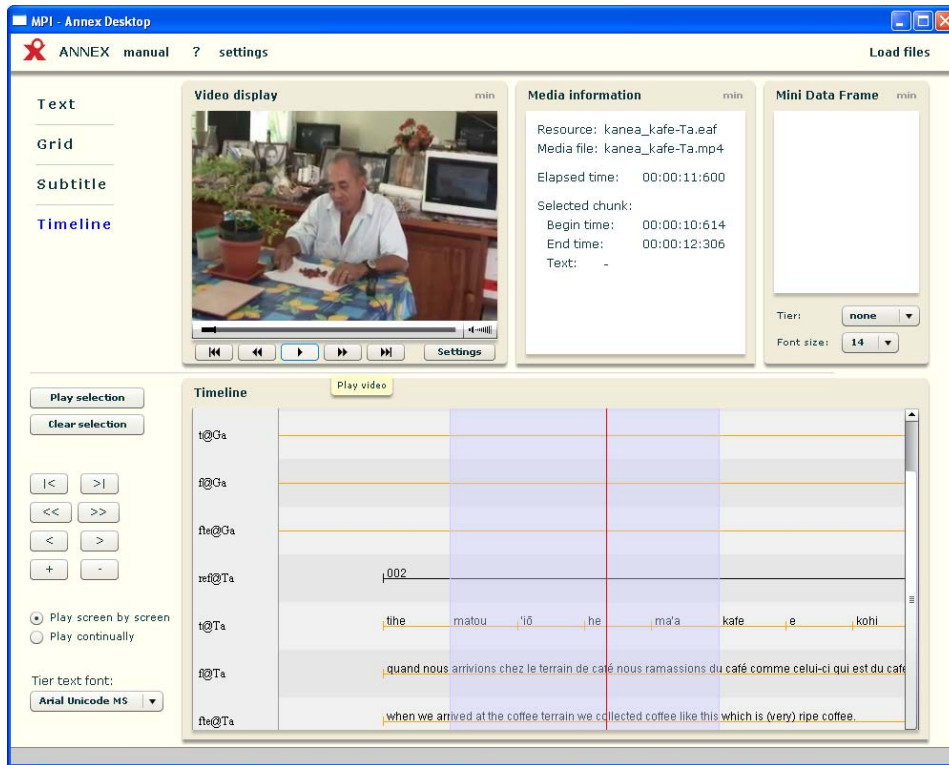 MPI - Annex Desktop
ANNEX manual ? settings Load files
Text
Grid
Subtitle
Timeline
Video display min
Settings
Play video
Media information min
Resource: kanea_kafe-Ta.eaf
Media file: kanea_kafe-Ta.mp4
Elapsed time: 00:00:11:600
Selected chunk:
Begin time: 00:00:10:614
End time: 00:00:12:306
Text: -
Mini Data Frame min
Tier: none
Font size: 14
Play selection
Clear selection
|< >|
<< >>
< >
+ -
Play screen by screen
Play continually
Tier text font:
Arial Unicode MS
Timeline
t@Ga
f@Ga
fte@Ga
ref@Ta 002
t@Ta tihe matou 'iō he ma'a kafe e kohi
f@Ta quand nous arrivions chez le terrain de café nous ramassions du café comme celui-ci qui est du café
fte@Ta when we arrived at the coffee terrain we collected coffee like this which is (very) ripe coffee.